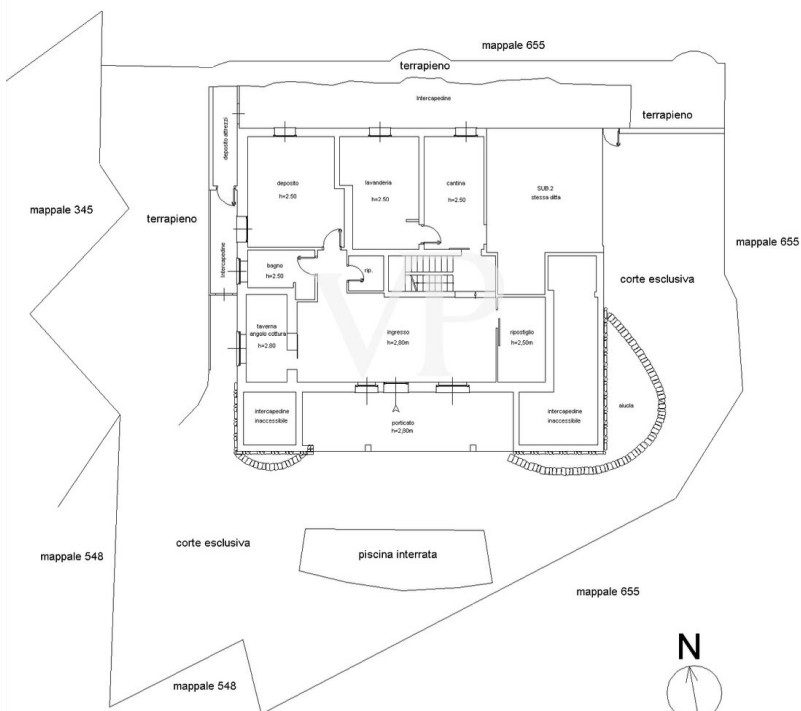 mappale 655
terrapieno
Intercapedine
terrapieno
deposito attrezzi
deposito
h=2.50
lavanderia
h=2.50
cantina
h=2.50
SUB.2
stessa ditta
mappale 345
terrapieno
mappale 655
Intercapedine
bagno
h=2.50
rip.
corte esclusiva
VP
taverna
angolo cottura
h=2.80
ingresso
h=2,80m
ripostiglio
h=2,50m
intercapedine
inaccessibile
porticato
h=2,80m
intercapedine
inaccessibile
aiuola
A
corte esclusiva
piscina interrata
mappale 548
mappale 655
N
mappale 548